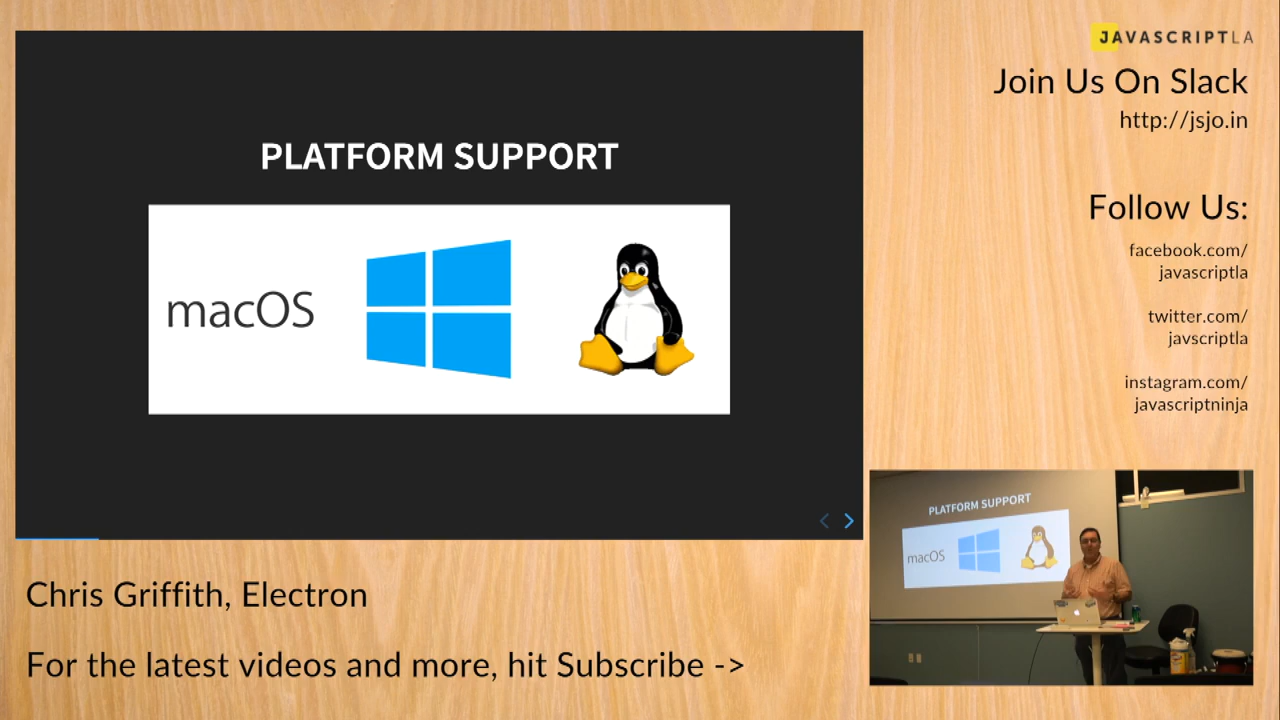 PLATFORM SUPPORT
macOS
JAVASCRIPTLA
Join Us On Slack
http://jsjo.in
Follow Us:
facebook.com/
javascriptla
twitter.com/
javscriptla
instagram.com/
javascriptninja
PLATFORM SUPPORT
macOS
Chris Griffith, Electron
For the latest videos and more, hit Subscribe ->